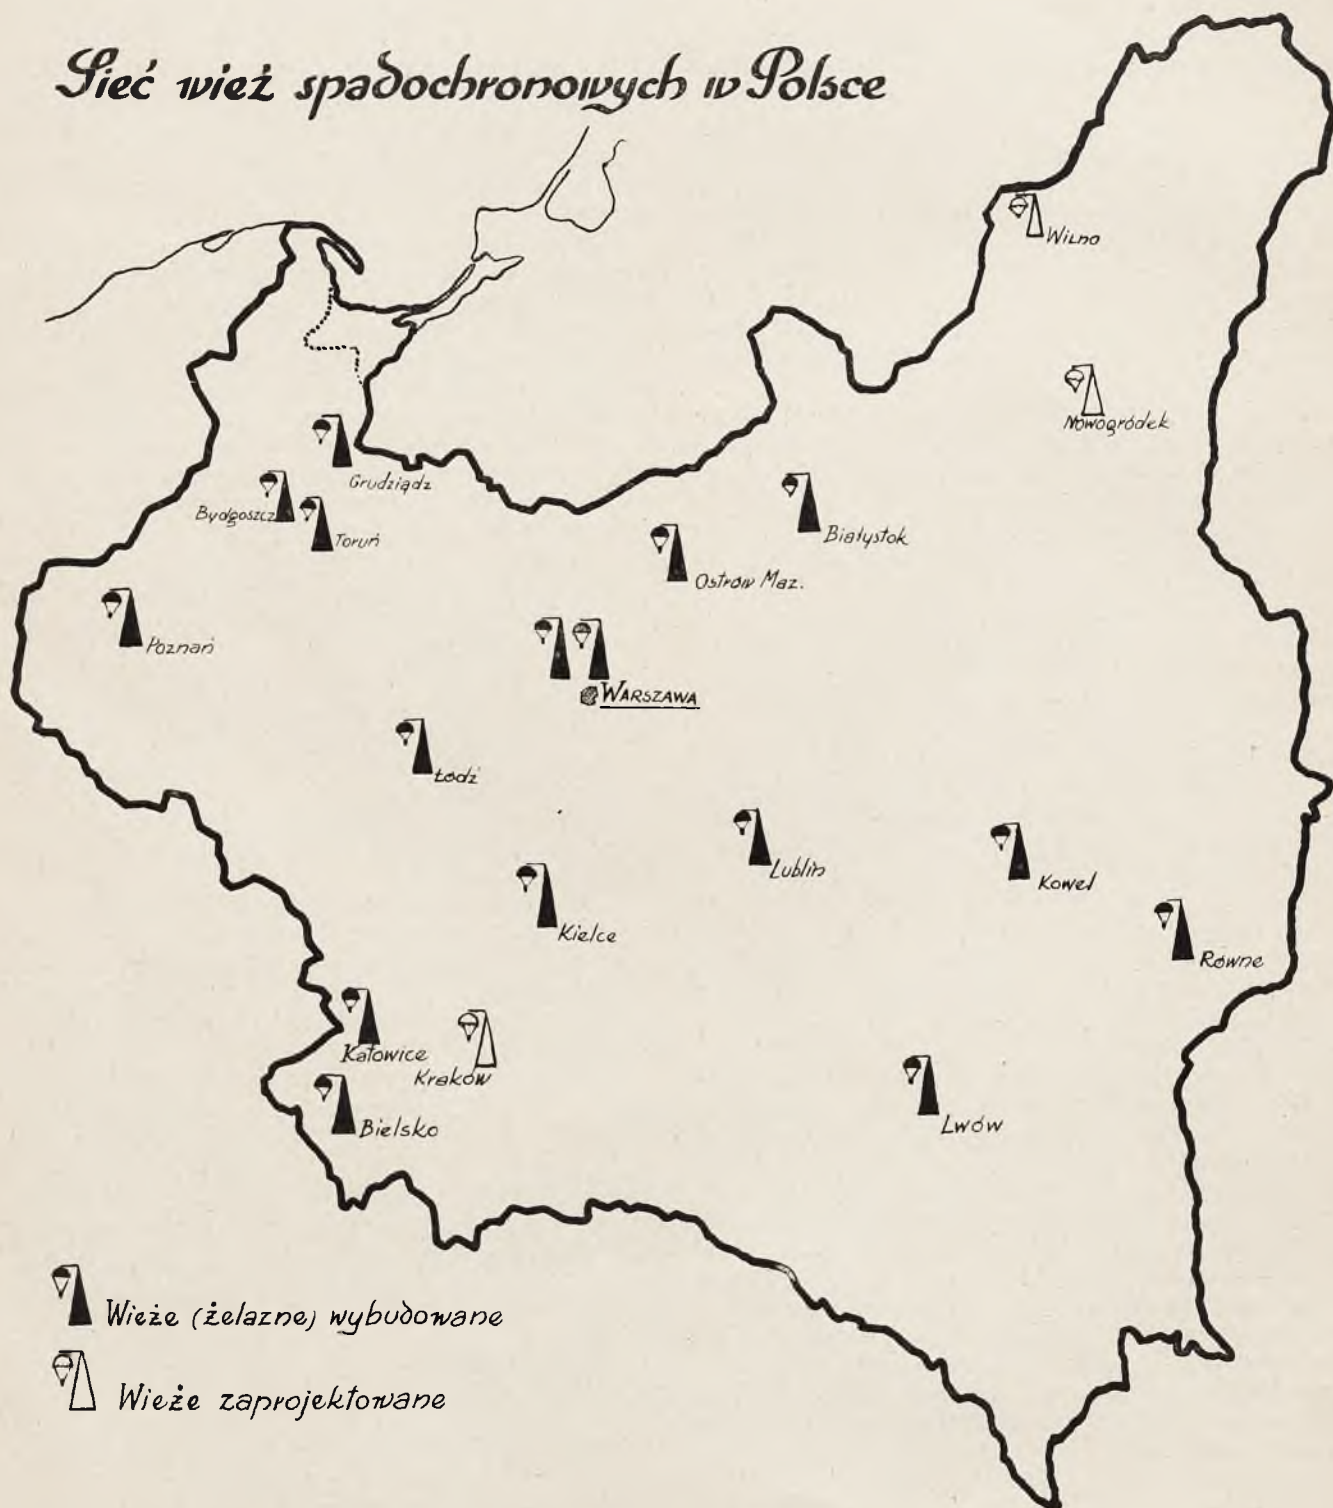 Sieć wież spadochronowych w Polsce
Wilno
Nowogródek
Grudziądz
Bydgoszcz
Toruń
Białystok
Ostrów Maz.
Poznań
WARSZAWA
Łódź
Lublin
Kowel
Kielce
Równe
Katowice
Kraków
Bielsko
Lwów
Wieże (żelazne) wybudowane
Wieże zaprojektowane